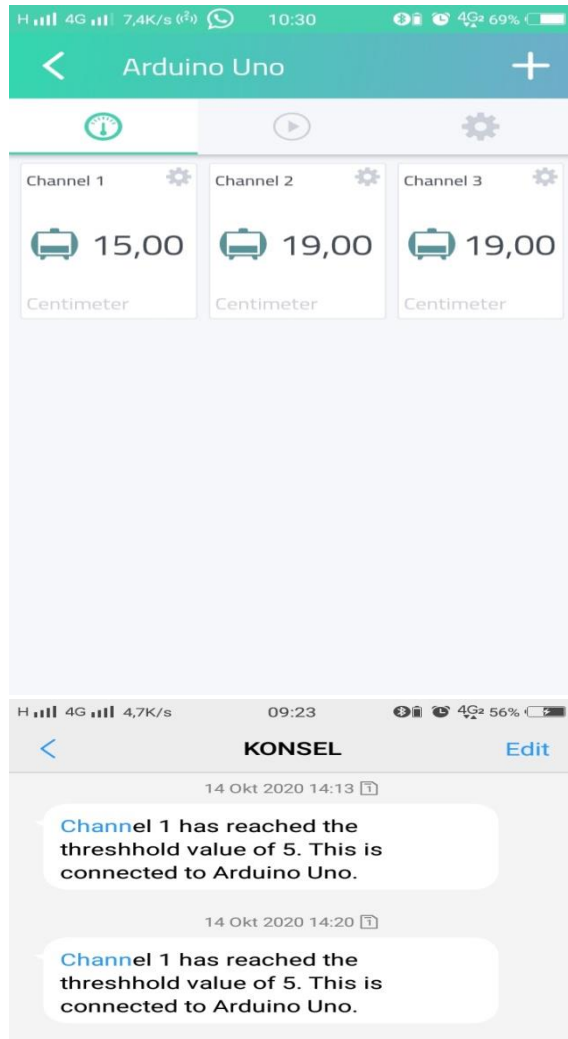 H 4G 7,4K/s 10:30 4G2 69%
Arduino Uno
Channel 1 Channel 2 Channel 3
15,00 19,00 19,00
Centimeter Centimeter Centimeter
H 4G 4,7K/s 09:23 4G2 56%
KONSEL Edit
14 Okt 2020 14:13 1
Channel 1 has reached the
threshhold value of 5. This is
connected to Arduino Uno.
14 Okt 2020 14:20 1
Channel 1 has reached the
threshhold value of 5. This is
connected to Arduino Uno.